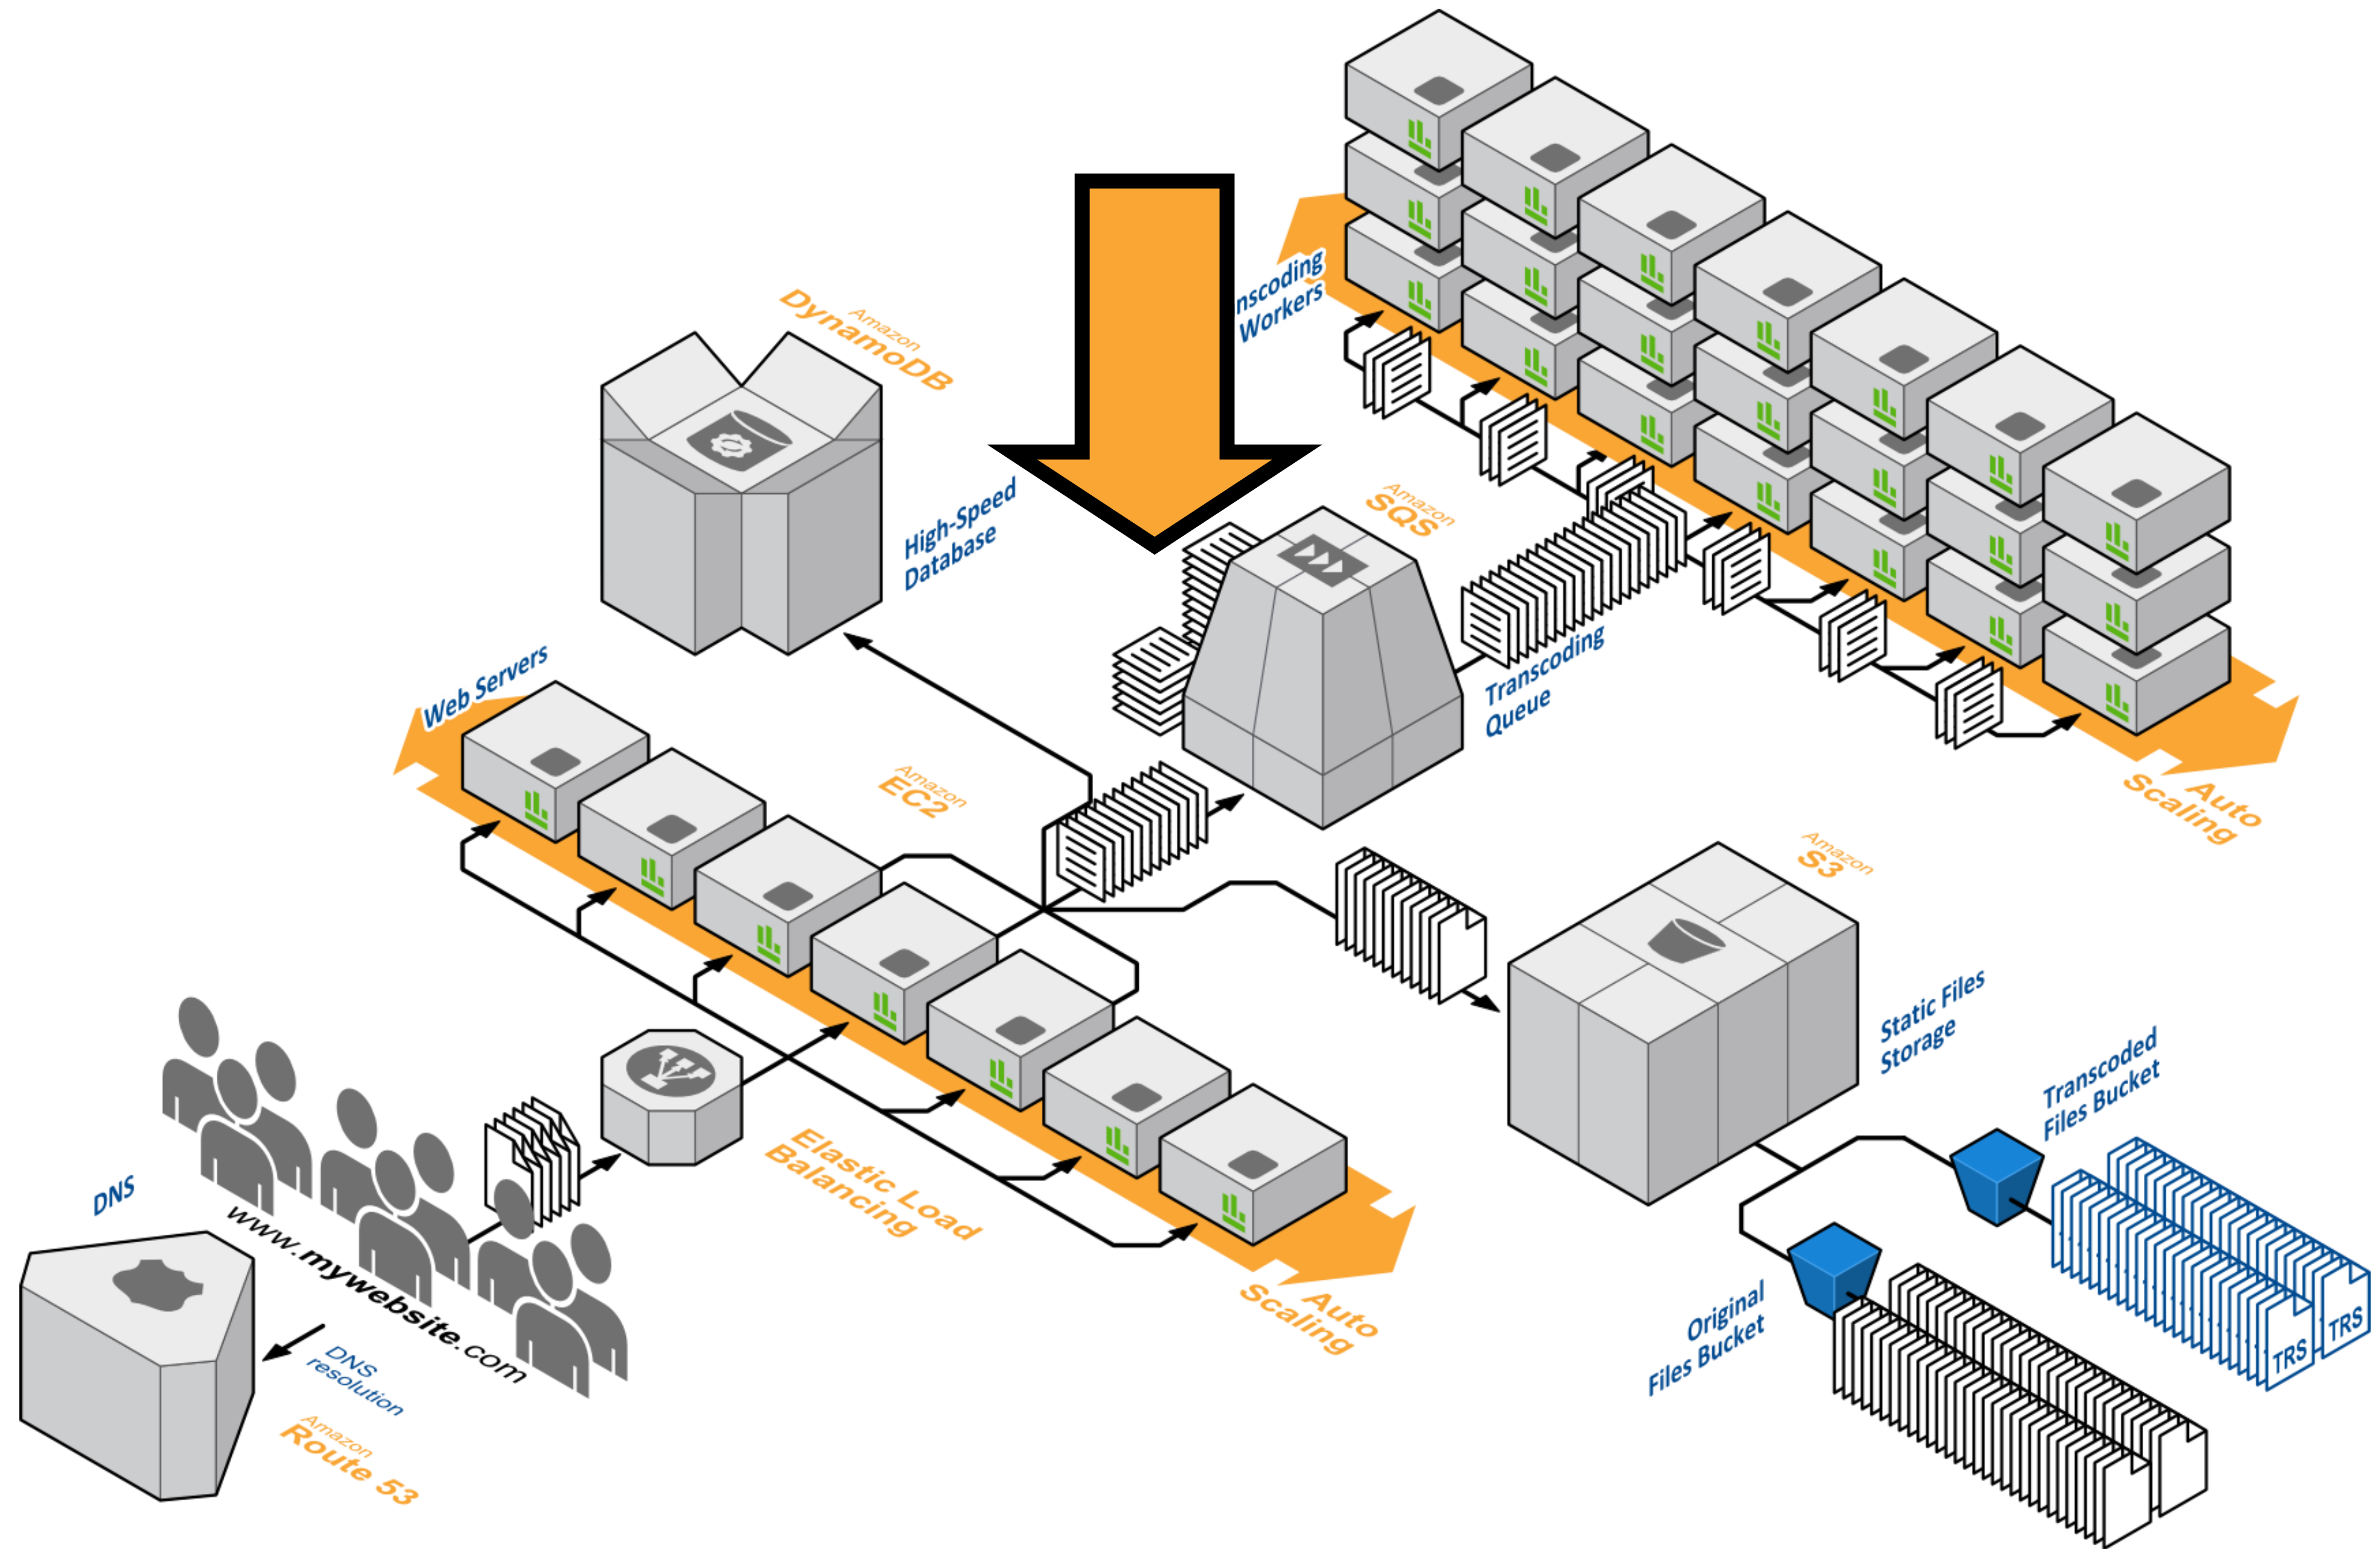 Amazon
DynamoDB
nscoding
Workers
High-Speed
Database
Amazon
SQS
Transcoding
Queue
Web Servers
Amazon
EC2
Auto
Scaling
Amazon
S3
Static Files
Storage
Transcoded
Files Bucket
TRS
TRS
Original
Files Bucket
Elastic Load
Balancing
Auto
Scaling
DNS
www.mywebsite.com
DNS
resolution
Amazon
Route 53